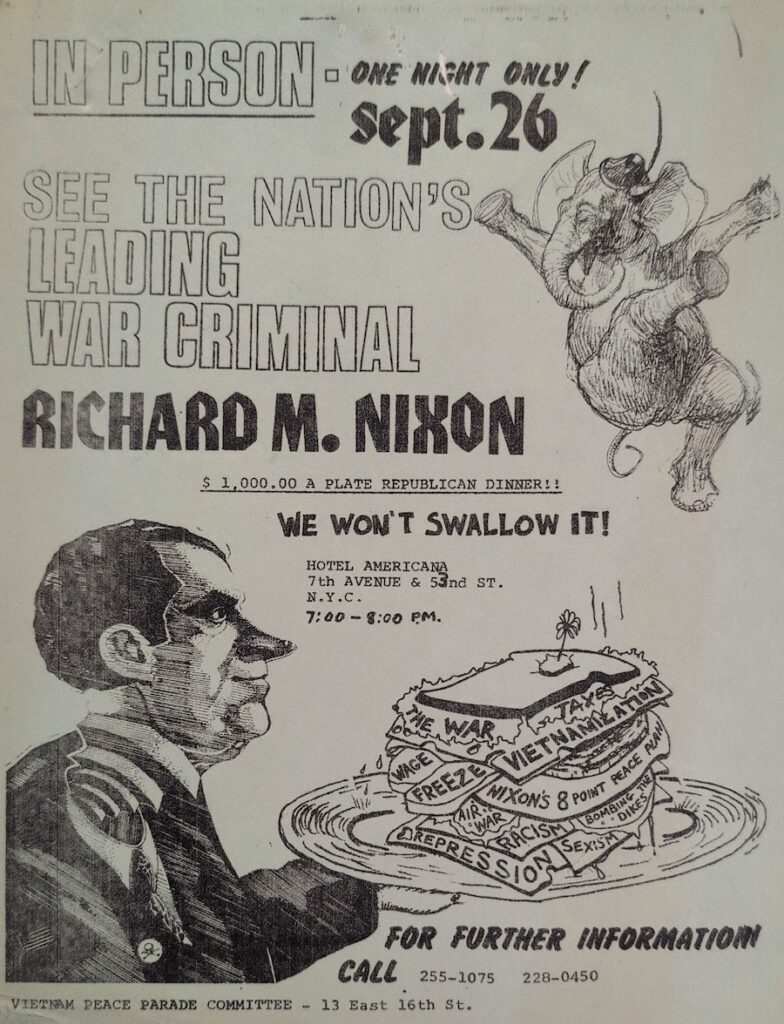 IN PERSON - ONE NIGHT ONLY!
sept. 26
SEE THE NATION'S
LEADING
WAR CRIMINAL
RICHARD M. NIXON
$ 1,000.00 A PLATE REPUBLICAN DINNER!!
WE WON'T SWALLOW IT!
HOTEL AMERICANA
7th AVENUE & 53nd ST.
N.Y.C.
7:00 - 8:00 PM.
THE WAR
TAXES
VIETNAMIZATION
WAGE
FREEZE
NIXON'S 8 POINT PEACE PLAN
AIR
WAR
RACISM
BOMBING THE
DIKES
REPRESSION
SEXISM
FOR FURTHER INFORMATION
CALL 255-1075 228-0450
VIETNAM PEACE PARADE COMMITTEE - 13 East 16th St.